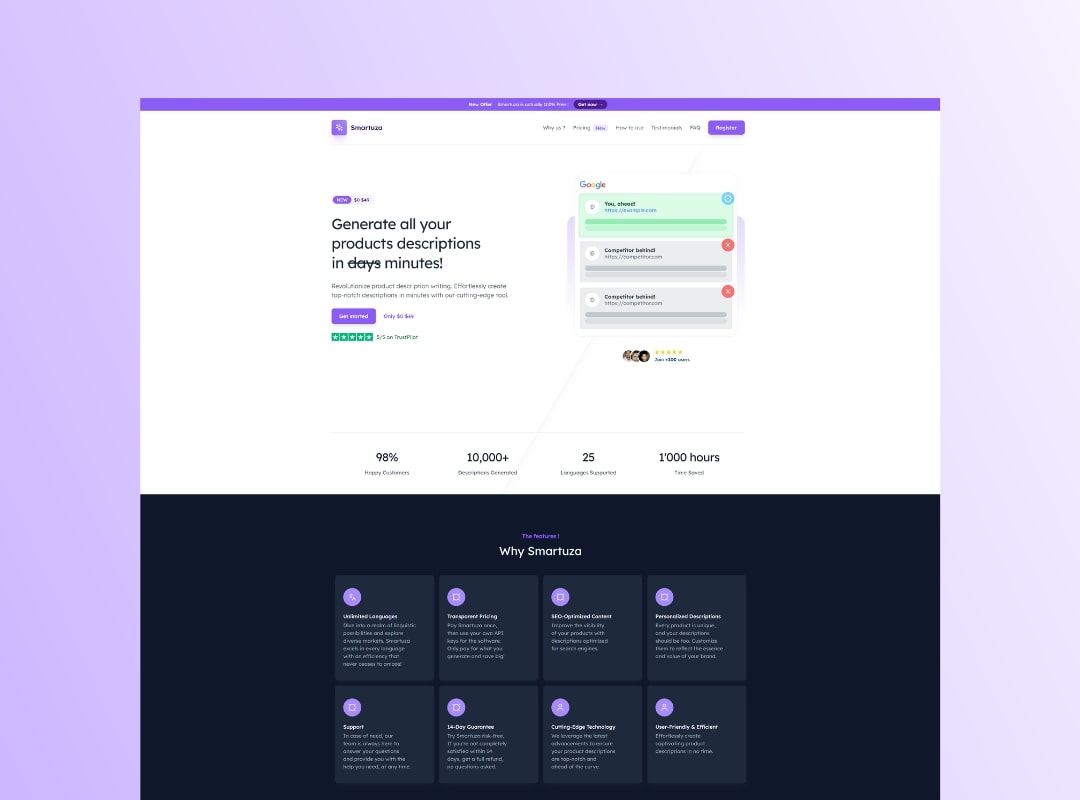 New Offer Smartuza is actually 100% Free ! Get now →
Smartuza
Why us ? Pricing New How to use Testimonials FAQ Register
NEW $0 $49
Generate all your
products descriptions
in days minutes!
Revolutionize product description writing. Effortlessly create
top-notch descriptions in minutes with our cutting-edge tool.
Get started Only $0 $49
5/5 on TrustPilot
Google
You, ahead!
https://example.com
Competitor behind!
https://competitor.com
Competitor behind!
https://competitor.com
Join +100 users
98% 10,000+ 25 1'000 hours
Happy Customers Descriptions Generated Languages Supported Time Saved
The features !
Why Smartuza
Unlimited Languages
Dive into a realm of linguistic
possibilities and explore
diverse markets. Smartuza
excels in every language
with an efficiency that
never ceases to amaze!
Transparent Pricing
Pay Smartuza once,
then use your own API
keys for the software.
Only pay for what you
generate and save big!
SEO-Optimized Content
Improve the visibility
of your products with
descriptions optimized
for search engines.
Personalized Descriptions
Every product is unique,
and your descriptions
should be too. Customize
them to reflect the essence
and value of your brand.
Support
In case of need, our
team is always here to
answer your questions
and provide you with the
help you need, at any time.
14-Day Guarantee
Try Smartuza risk-free.
If you're not completely
satisfied within 14
days, get a full refund,
no questions asked.
Cutting-Edge Technology
We leverage the latest
advancements to ensure
your product descriptions
are top-notch and
ahead of the curve.
User-Friendly & Efficient
Effortlessly create
captivating product
descriptions in no time.